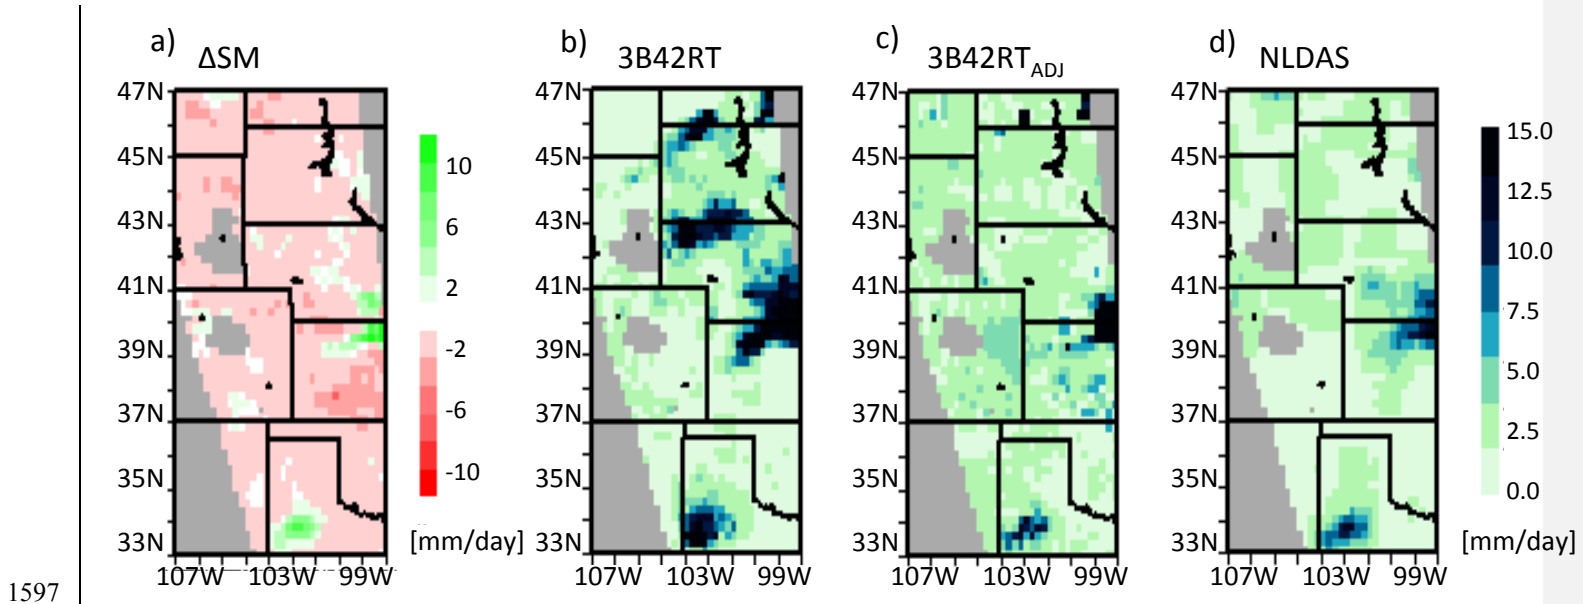 a) ΔSM
47N
45N
43N
41N
39N
37N
35N
33N
107W 103W 99W
10
6
2
-2
-6
-10
[mm/day]
b) 3B42RT
47N
45N
43N
41N
39N
37N
35N
33N
107W 103W 99W
c) 3B42RTADJ
47N
45N
43N
41N
39N
37N
35N
33N
107W 103W 99W
d) NLDAS
47N
45N
43N
41N
39N
37N
35N
33N
107W 103W 99W
15.0
12.5
10.0
7.5
5.0
2.5
0.0
[mm/day]
1597